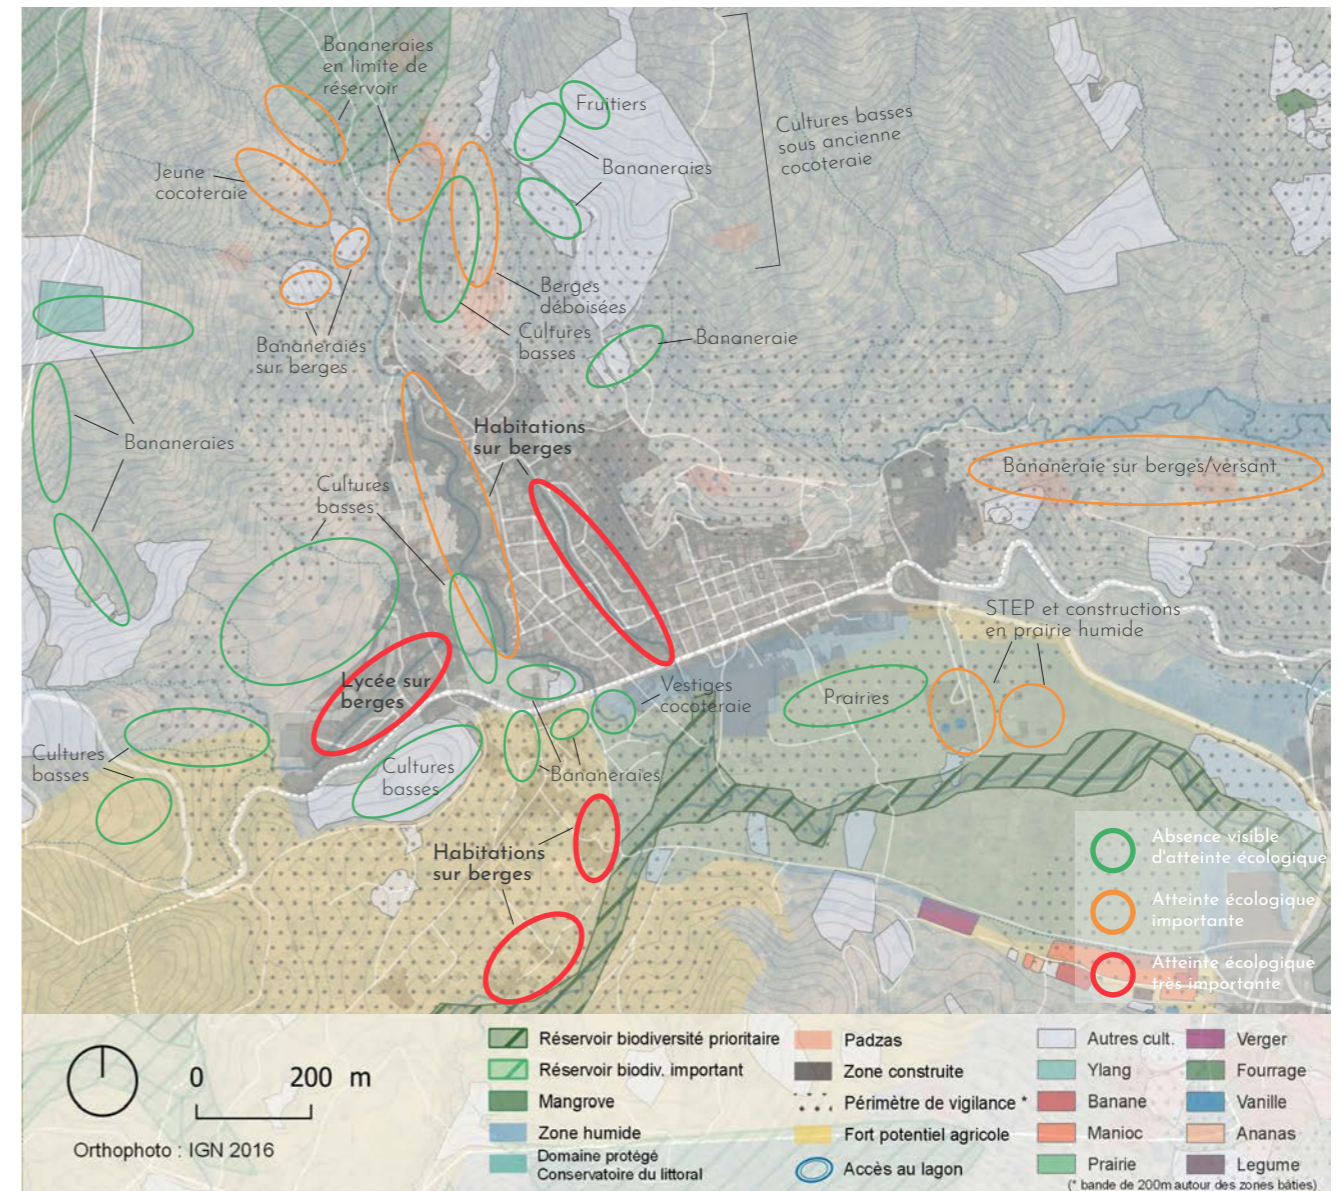 Bananeraies
en limite de
réservoir
Fruitiers
Cultures basses
sous ancienne
cocoteraie
Bananeraies
Jeune
cocoteraie
Berges
déboisées
Cultures
basses
Bananeraie
Bananeraies
sur berges
Bananeraies
Habitations
sur berges
Bananeraie sur berges/versant
Cultures
basses
STEP et constructions
en prairie humide
Lycée sur
berges
Vestiges
cocoteraie
Prairies
Cultures
basses
Cultures
basses
Bananeraies
Habitations
sur berges
Absence visible
d'atteinte écologique
Atteinte écologique
importante
Atteinte écologique
très importante
0 200 m
Orthophoto : IGN 2016
Réservoir biodiversité prioritaire
Réservoir biodiv. important
Mangrove
Zone humide
Domaine protégé
Conservatoire du littoral
Padzas
Zone construite
Périmètre de vigilance *
Fort potentiel agricole
Accès au lagon
Autres cult.
Ylang
Banane
Manioc
Prairie
Verger
Fourrage
Vanille
Ananas
Legume
(* bande de 200m autour des zones bâties)